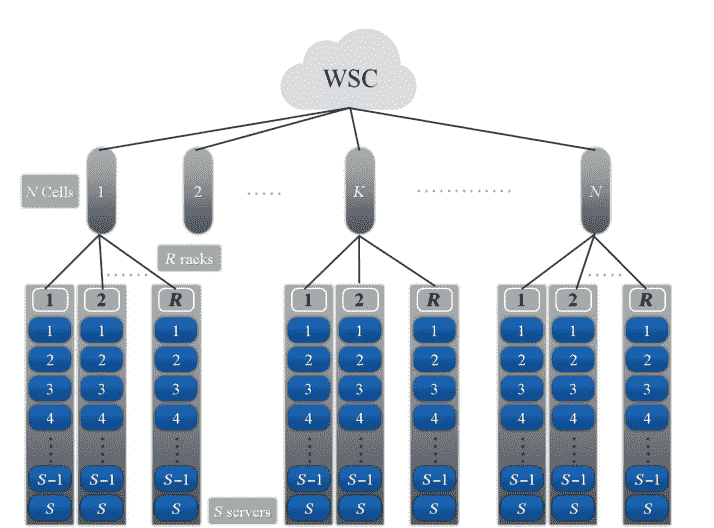 WSC
N Cells 1 2 ..... K .............. N
R racks
......  .....
1 2 R 1 2 R 1 2 R
1 1 1 1 1 1 1 1 1
2 2 2 2 2 2 2 2 2
3 3 3 3 3 3 3 3 3
4 4 4 4 4 4 4 4 4
S–1 S–1 S–1 S–1 S–1 S–1 S–1 S–1 S–1
S S S S servers S S S S S S